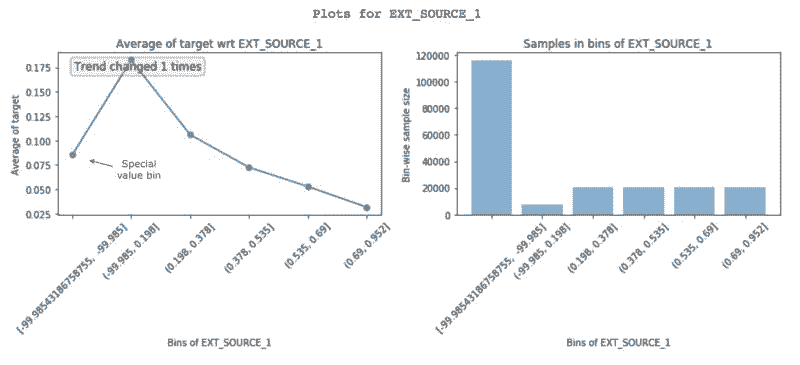 Plots for EXT_SOURCE_1
Average of target wrt EXT_SOURCE_1
Trend changed 1 times
Average of target
0.175
0.150
0.125
0.100
0.075
0.050
0.025
Special
value bin
[-99.98543186758755, -99.985]
(-99.985, 0.198]
(0.198, 0.378]
(0.378, 0.535]
(0.535, 0.69]
(0.69, 0.952]
Bins of EXT_SOURCE_1
Samples in bins of EXT_SOURCE_1
Bin-wise sample size
120000
100000
80000
60000
40000
20000
0
[-99.98543186758755, -99.985]
(-99.985, 0.198]
(0.198, 0.378]
(0.378, 0.535]
(0.535, 0.69]
(0.69, 0.952]
Bins of EXT_SOURCE_1